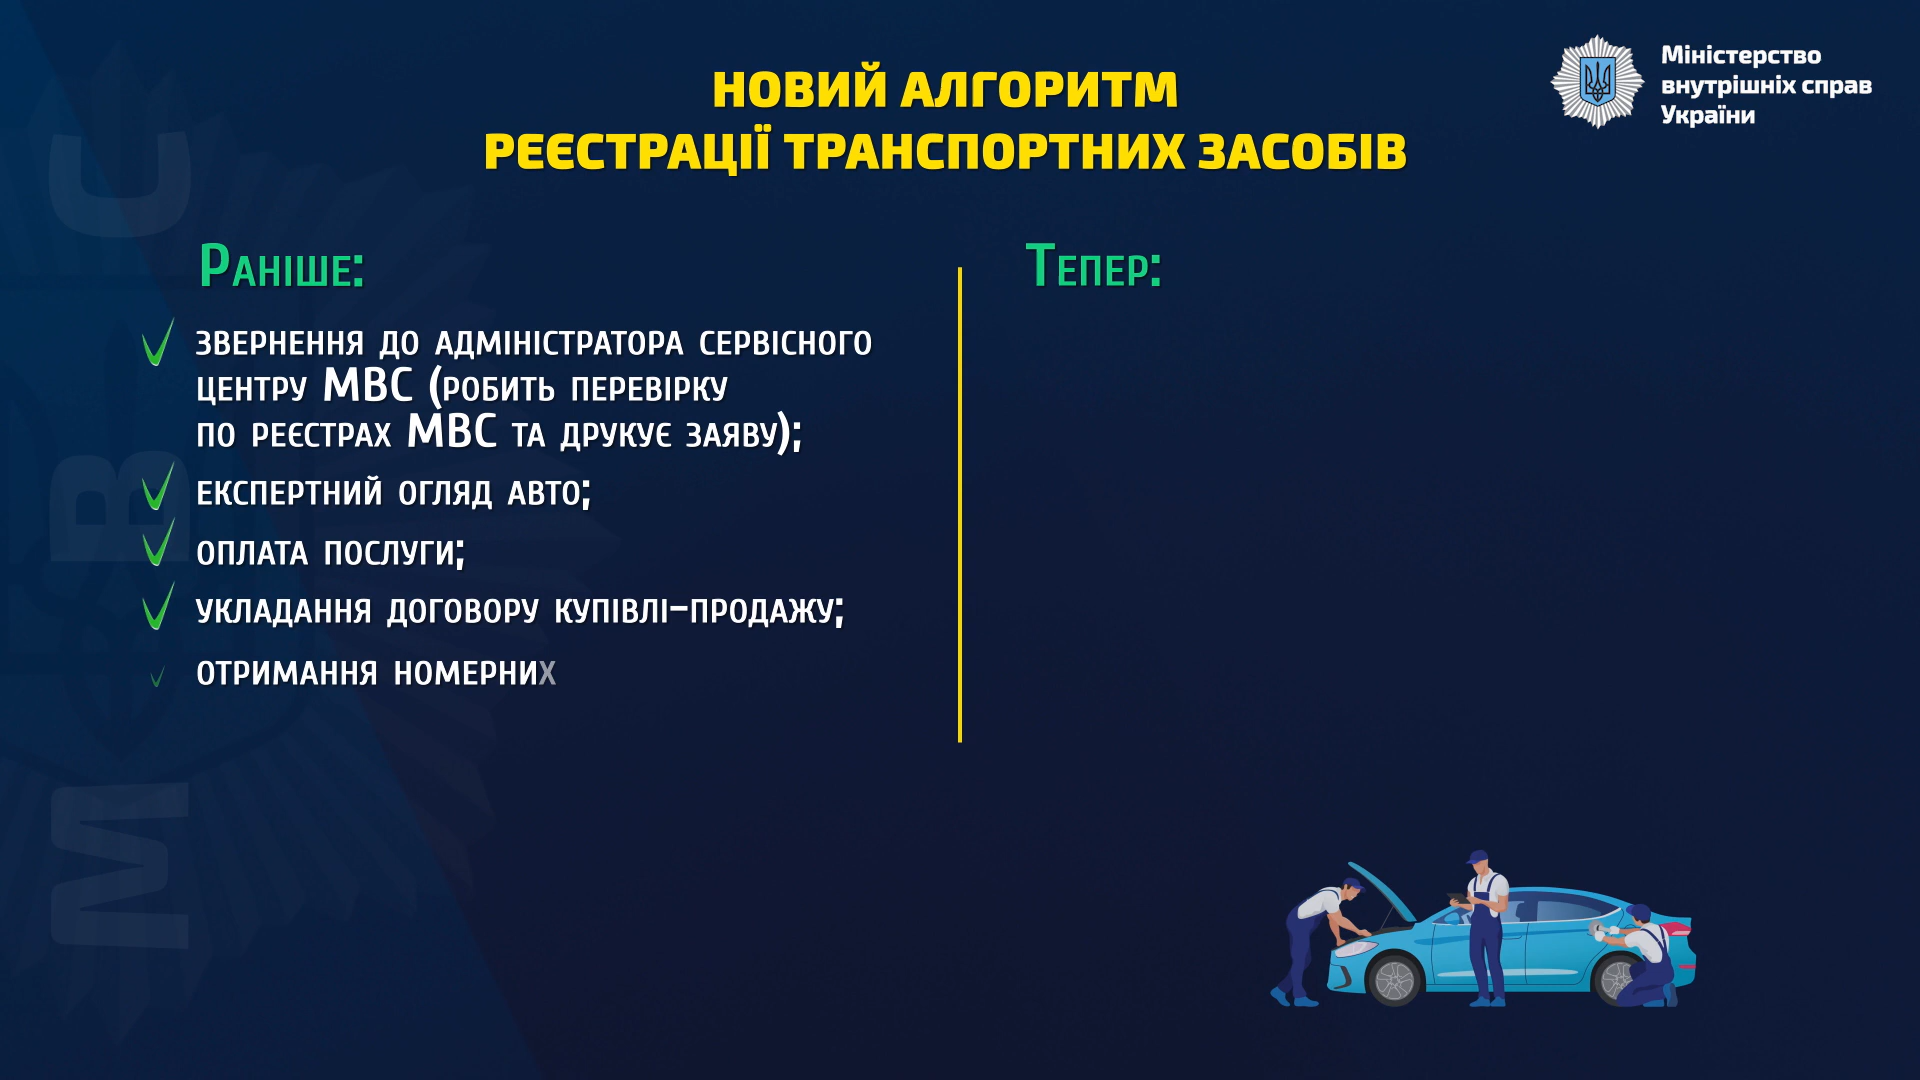 НОВИЙ АЛГОРИТМ
РЕЄСТРАЦІЇ ТРАНСПОРТНИХ ЗАСОБІВ
Міністерство
внутрішніх справ
України
Раніше:
звернення до адміністратора сервісного
центру МВС (робить перевірку
по реєстрах МВС та друкує заяву);
експертний огляд авто;
оплата послуги;
укладання договору купівлі-продажу;
отримання номерних
Тепер:
МВС